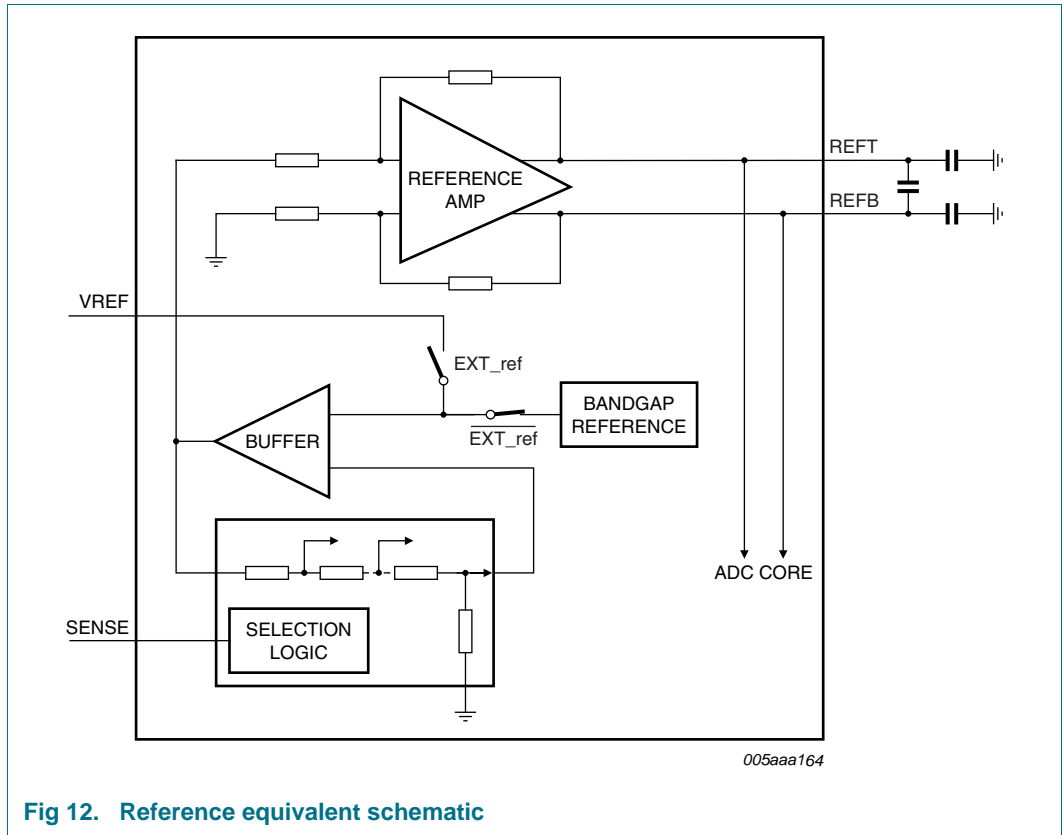 REFERENCE
AMP
REFT
REFB
VREF
EXT_ref
BANDGAP
REFERENCE
EXT_ref
BUFFER
ADC CORE
SENSE
SELECTION
LOGIC
005aaa164
Fig 12. Reference equivalent schematic